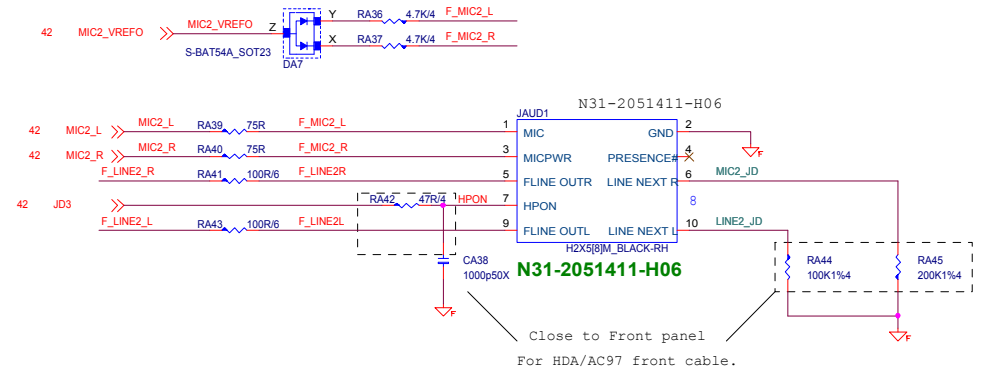 RA36 4.7K/4 F_MIC2_L
42 MIC2_VREFO MIC2_VREFO Z Y
X RA37 4.7K/4 F_MIC2_R
S-BAT54A_SOT23
DA7
N31-2051411-H06
JAUD1
42 MIC2_L MIC2_L RA39 75R F_MIC2_L 1 MIC GND 2
F
42 MIC2_R MIC2_R RA40 75R F_MIC2_R 3 MICPWR PRESENCE# 4
F_LINE2_R RA41 100R/6 F_LINE2R 5 FLINE OUTR LINE NEXT R 6 MIC2_JD
42 JD3 RA42 47R/4 HPON 7 HPON 8
F_LINE2_L RA43 100R/6 F_LINE2L 9 FLINE OUTL LINE NEXT L 10 LINE2_JD
H2X5[8]M_BLACK-RH
N31-2051411-H06
CA38
1000p50X
F
RA44
100K1%4
RA45
200K1%4
F
Close to Front panel
For HDA/AC97 front cable.